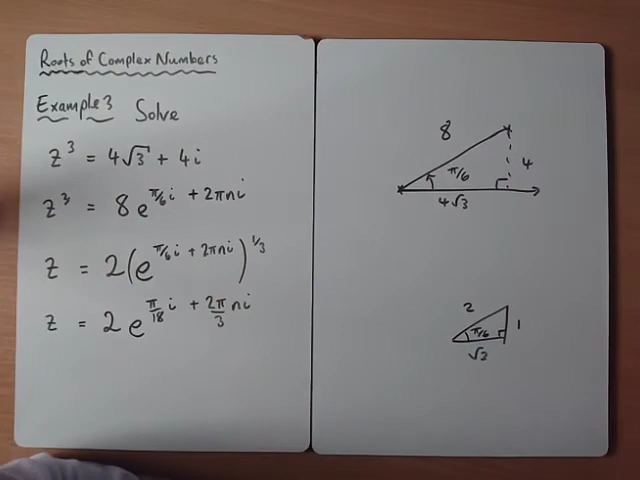 Roots of Complex Numbers
Example 3 Solve
z³ = 4√3 + 4i
z³ = 8e^(π/6 i + 2πni)
z = 2(e^(π/6 i + 2πni))^(1/3)
z = 2e^(π/18 i + 2π/3 ni)
8
4
π/6
4√3
2
1
π/6
√3